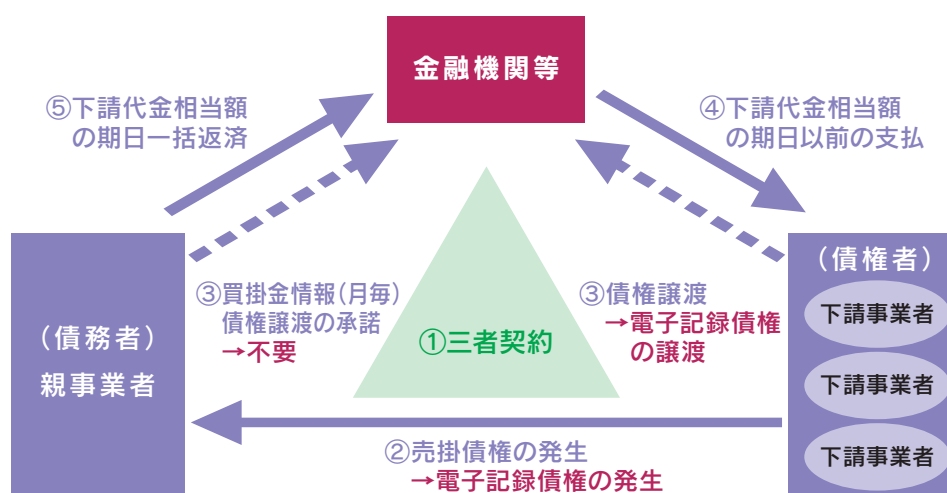 金融機関等
⑤下請代金相当額
の期日一括返済
④下請代金相当額
の期日以前の支払
(債務者)
親事業者
③買掛金情報(月毎)
債権譲渡の承諾
→不要
①三者契約
③債権譲渡
→電子記録債権
の譲渡
(債権者)
下請事業者
下請事業者
下請事業者
②売掛債権の発生
→電子記録債権の発生